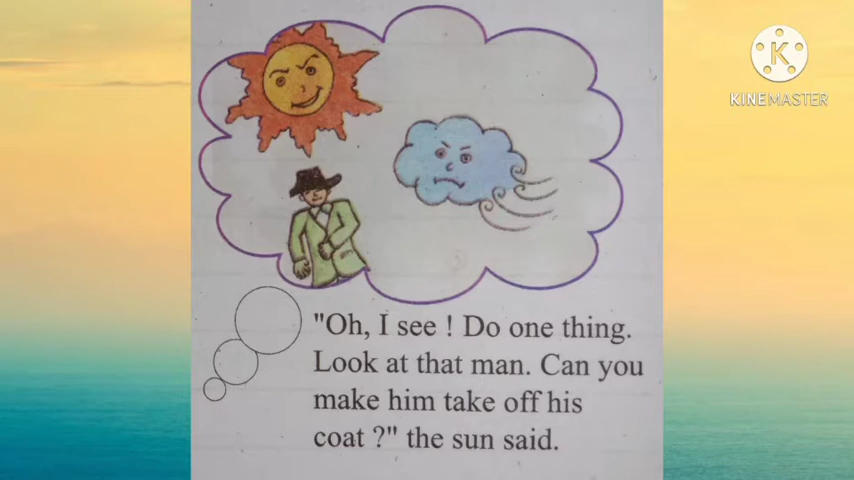 K
KINEMASTER
"Oh, I see ! Do one thing.
Look at that man. Can you
make him take off his
coat ?" the sun said.